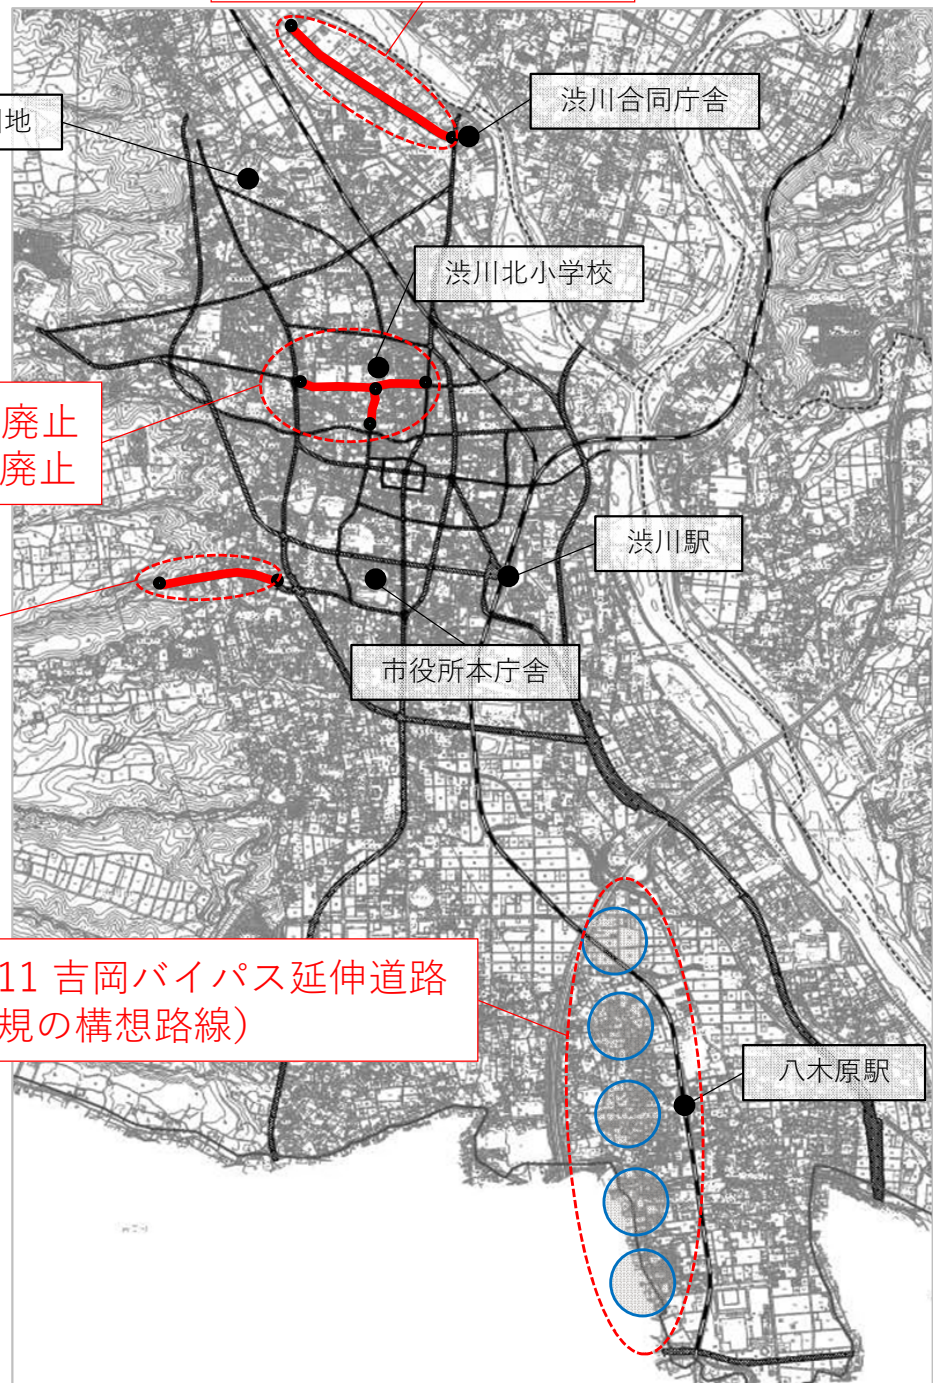 渋川合同庁舎
地
渋川北小学校
廃止
廃止
渋川駅
市役所本庁舎
11 吉岡バイパス延伸道路
規の構想路線）
八木原駅